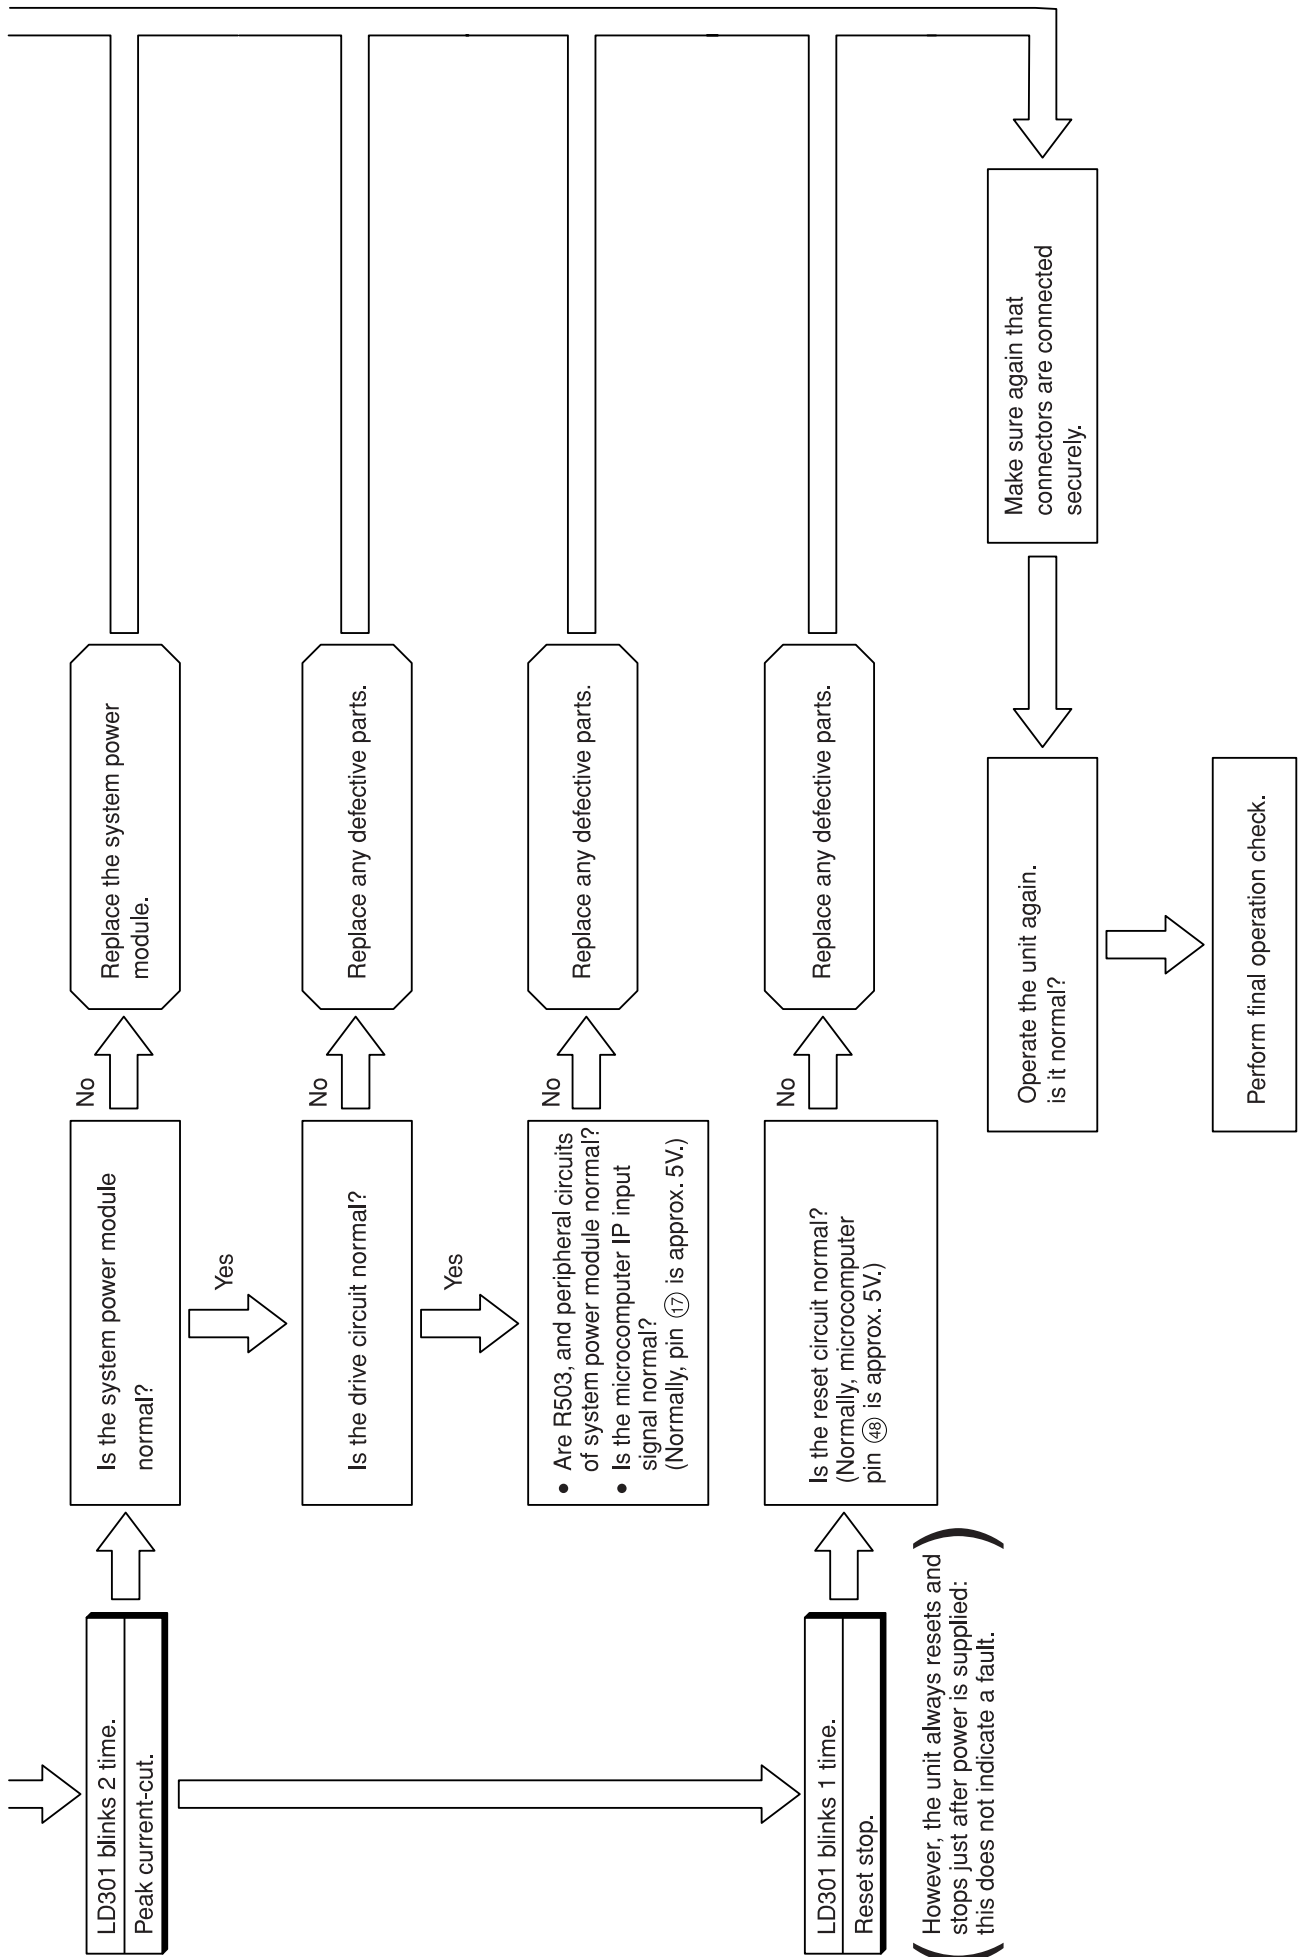 LD301 blinks 2 time.
Peak current-cut.
Is the system power module
normal?
No
Replace the system power
module.
Yes
Is the drive circuit normal?
No
Replace any defective parts.
Yes
• Are R503, and peripheral circuits
of system power module normal?
• Is the microcomputer IP input
signal normal?
(Normally, pin ⑰ is approx. 5V.)
No
Replace any defective parts.
LD301 blinks 1 time.
Reset stop.
(However, the unit always resets and
stops just after power is supplied:
this does not indicate a fault.)
Is the reset circuit normal?
(Normally, microcomputer
pin ㊽ is approx. 5V.)
No
Replace any defective parts.
Make sure again that
connectors are connected
securely.
Operate the unit again.
is it normal?
Perform final operation check.